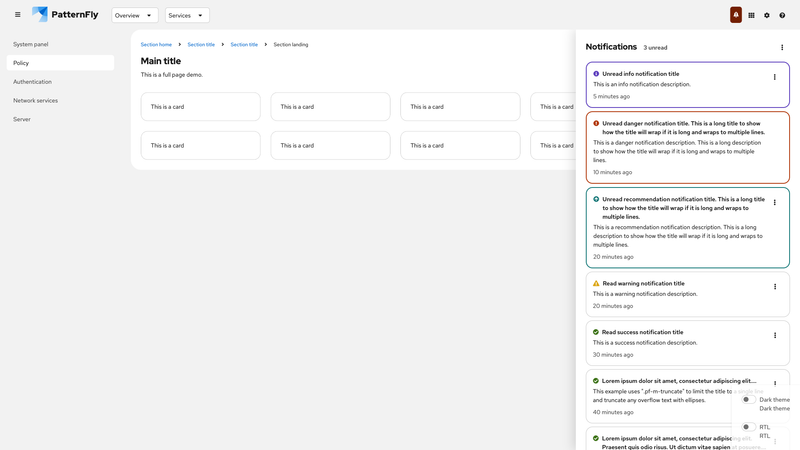 PatternFly
Overview
Services
System panel
Policy
Authentication
Network services
Server
Section home
Section title
Section title
Section landing
Main title
This is a full page demo.
This is a card
This is a card
This is a card
This is a card
This is a card
This is a card
This is a card
This is a card
Notifications 3 unread
Unread info notification title
This is an info notification description.
5 minutes ago
Unread danger notification title. This is a long title to show
how the title will wrap if it is long and wraps to multiple lines.
This is a danger notification description. This is a long description
to show how the title will wrap if it is long and wraps to multiple
lines.
10 minutes ago
Unread recommendation notification title. This is a long title
to show how the title will wrap if it is long and wraps to
multiple lines.
This is a recommendation notification description. This is a long
description to show how the title will wrap if it is long and wraps to
multiple lines.
20 minutes ago
Read warning notification title
This is a warning notification description.
20 minutes ago
Read success notification title
This is a success notification description.
30 minutes ago
Lorem ipsum dolor sit amet, consectetur adipiscing elit....
This example uses ".pf-m-truncate" to limit the title to a single line
and truncate any overflow text with ellipses.
40 minutes ago
Lorem ipsum dolor sit amet, consectetur adipiscing elit.
Praesent quis odio risus. Ut dictum vitae sapien at posuere...
Dark theme
Dark theme
RTL
RTL